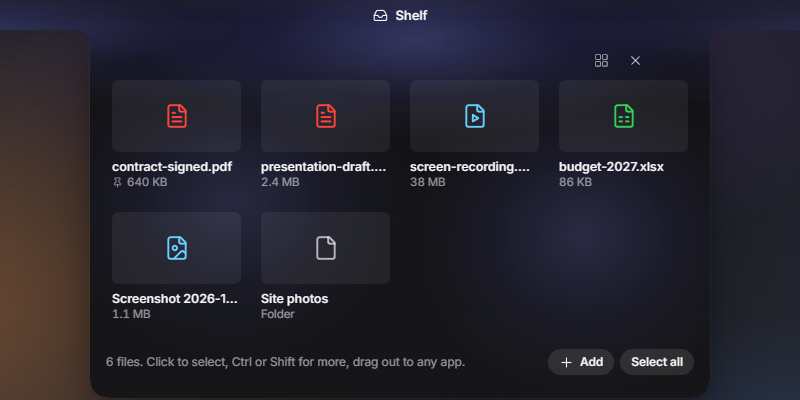 Shelf
contract-signed.pdf
640 KB
presentation-draft....
2.4 MB
screen-recording....
38 MB
budget-2027.xlsx
86 KB
Screenshot 2026-1...
1.1 MB
Site photos
Folder
6 files. Click to select, Ctrl or Shift for more, drag out to any app.
Add
Select all